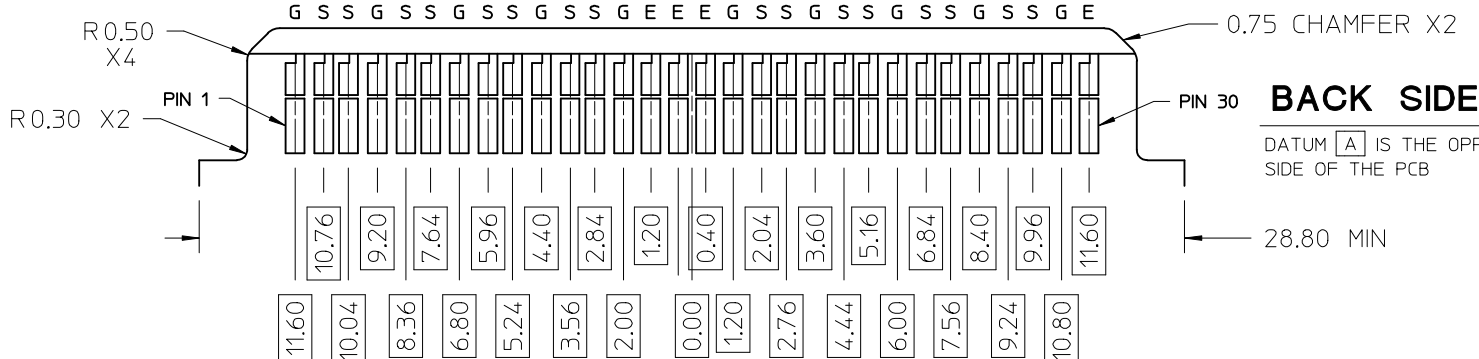 G S S G S S G S S G S S G E E E G S S G S S G S S G S S G E
R 0.50
X4
0.75 CHAMFER X2
PIN 1
PIN 30
BACK SIDE
R 0.30 X2
DATUM A IS THE OPP
SIDE OF THE PCB
10.76 9.20 7.64 5.96 4.40 2.84 1.20 0.40 2.04 3.60 5.16 6.84 8.40 9.96 11.60
28.80 MIN
11.60 10.04 8.36 6.80 5.24 3.56 2.00 0.00 1.20 2.76 4.44 6.00 7.56 9.24 10.80